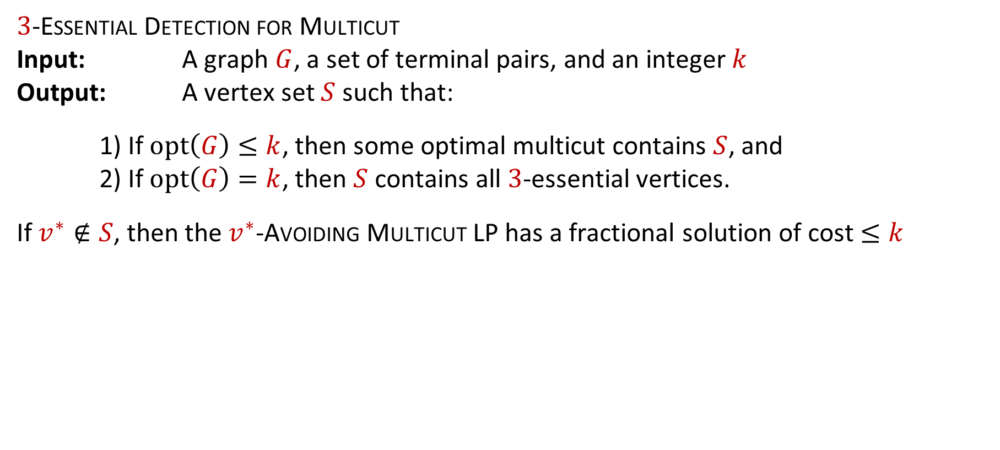 3-Essential Detection for Multicut
Input: A graph G, a set of terminal pairs, and an integer k
Output: A vertex set S such that:
1) If opt(G) ≤ k, then some optimal multicut contains S, and
2) If opt(G) = k, then S contains all 3-essential vertices.
If v* ∉ S, then the v*-Avoiding Multicut LP has a fractional solution of cost ≤ k